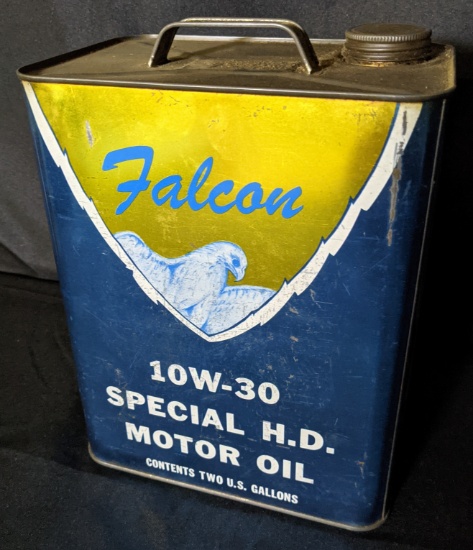 Falcon
10W-30
SPECIAL H.D.
MOTOR OIL
CONTENTS TWO U.S. GALLONS